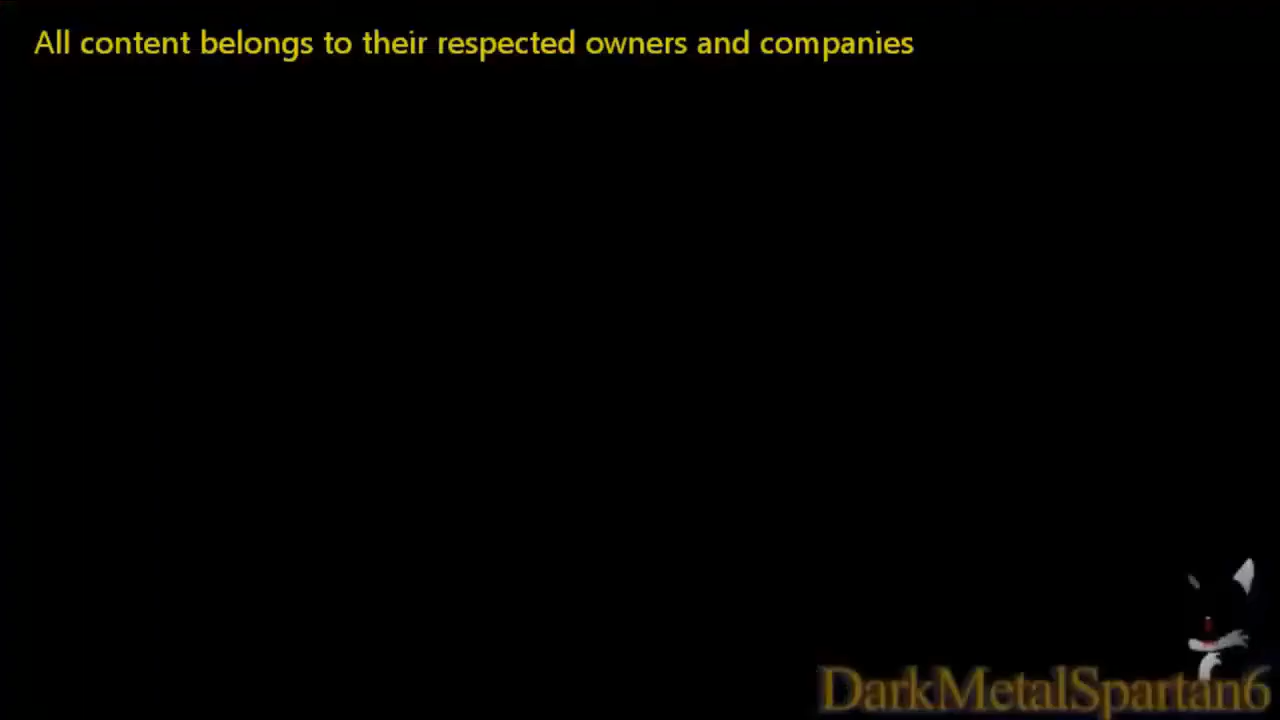 All content belongs to their respected owners and companies
DarkMetalSpartan6